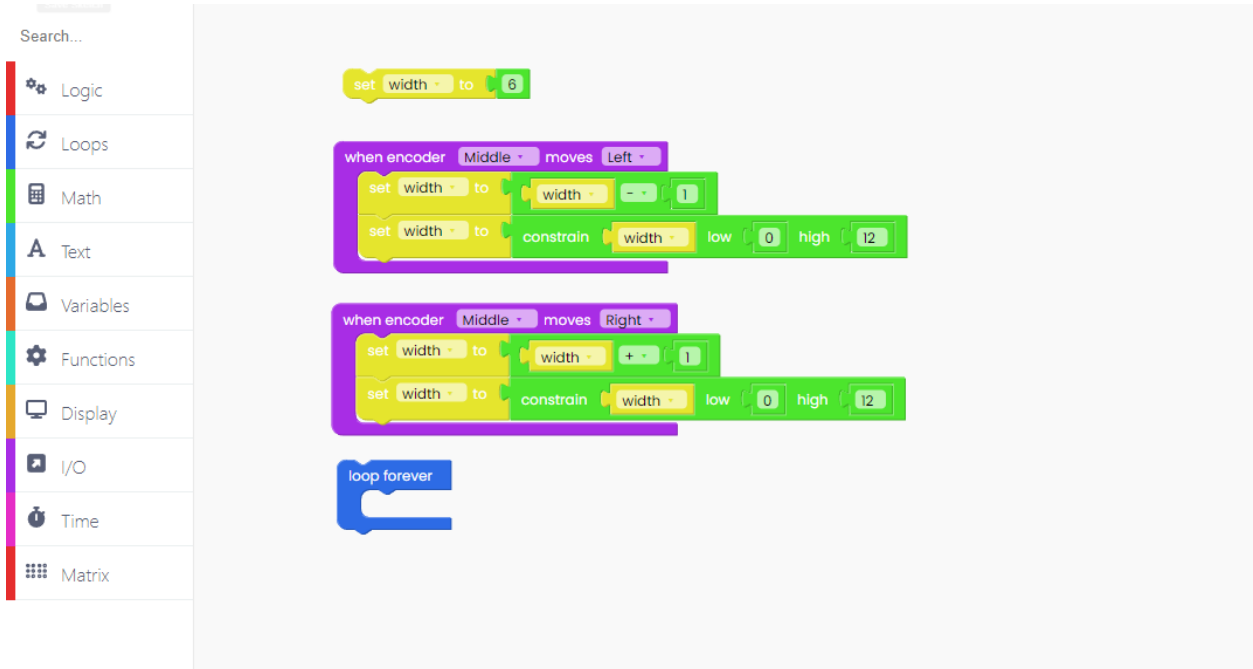 Search...
Logic
Loops
Math
Text
Variables
Functions
Display
I/O
Time
Matrix
set width to 6
when encoder Middle moves Left
set width to width - 1
set width to constrain width low 0 high 12
when encoder Middle moves Right
set width to width + 1
set width to constrain width low 0 high 12
loop forever